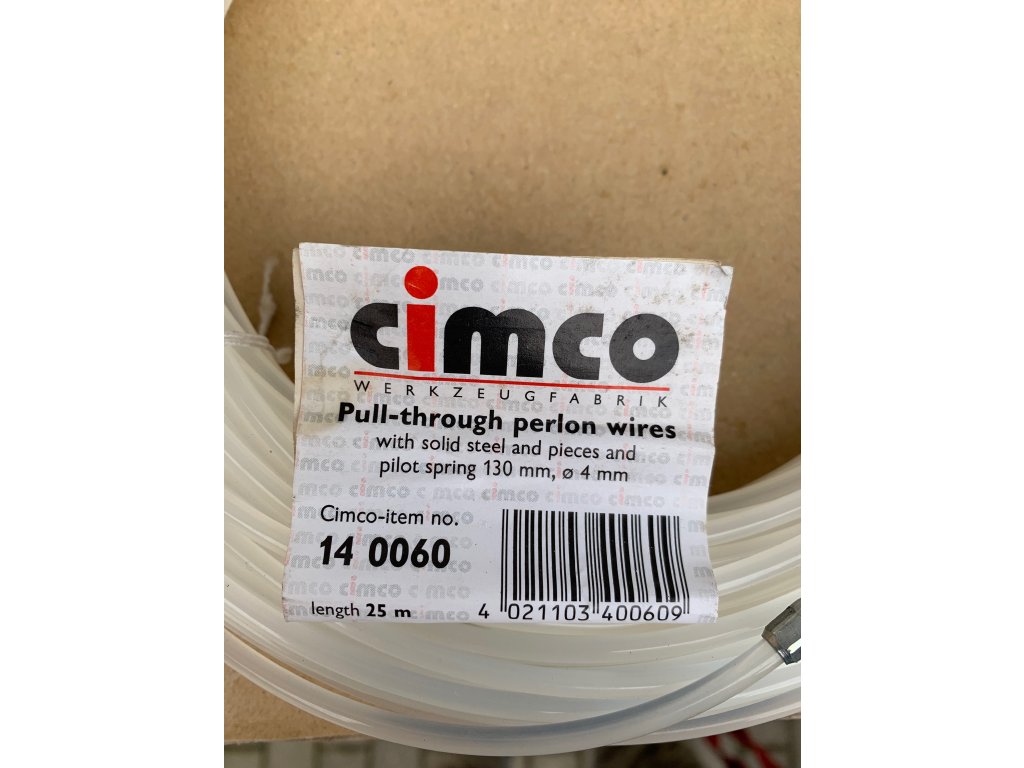 cimco
WERKZEUGFABRIK
Pull-through perlon wires
with solid steel and pieces and
pilot spring 130 mm, ø 4 mm
Cimco-item no.
14 0060
length 25 m
4 021103 400609